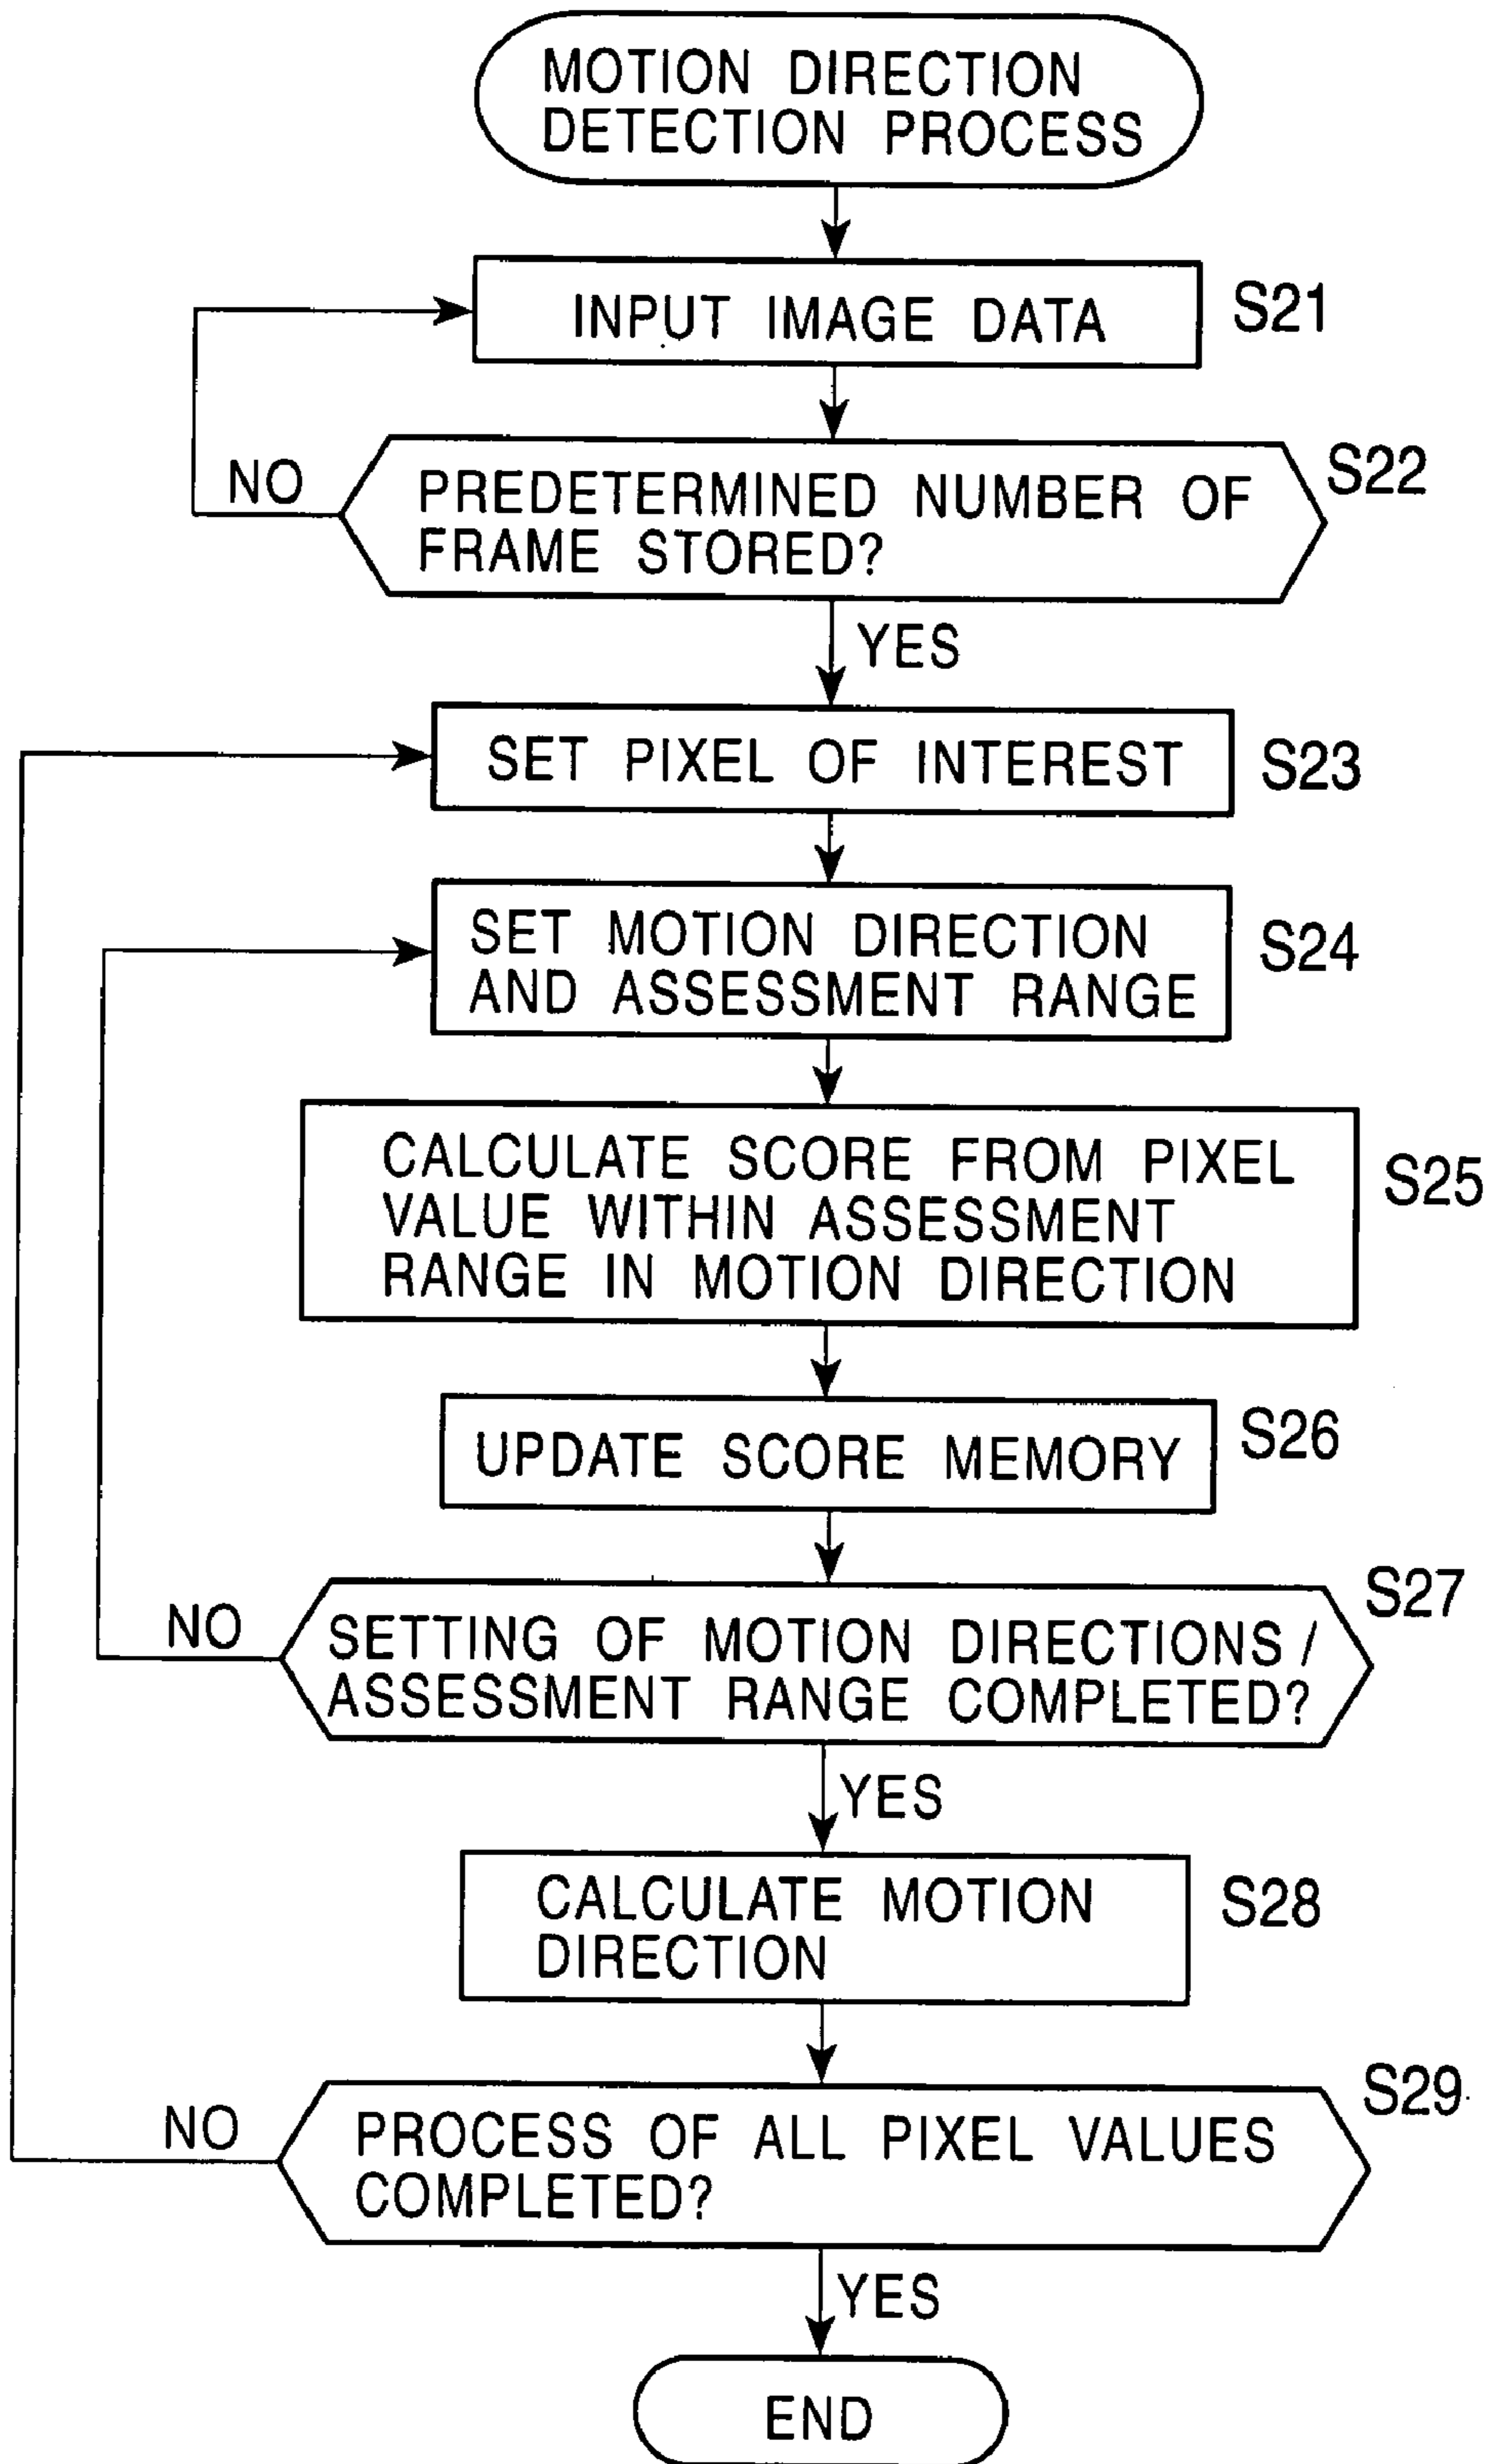 MOTION DIRECTION
DETECTION PROCESS
INPUT IMAGE DATA
S21
NO
PREDETERMINED NUMBER OF
FRAME STORED?
S22
YES
SET PIXEL OF INTEREST
S23
SET MOTION DIRECTION
AND ASSESSMENT RANGE
S24
CALCULATE SCORE FROM PIXEL
VALUE WITHIN ASSESSMENT
RANGE IN MOTION DIRECTION
S25
UPDATE SCORE MEMORY
S26
NO
SETTING OF MOTION DIRECTIONS /
ASSESSMENT RANGE COMPLETED?
S27
YES
CALCULATE MOTION
DIRECTION
S28
NO
PROCESS OF ALL PIXEL VALUES
COMPLETED?
S29
YES
END